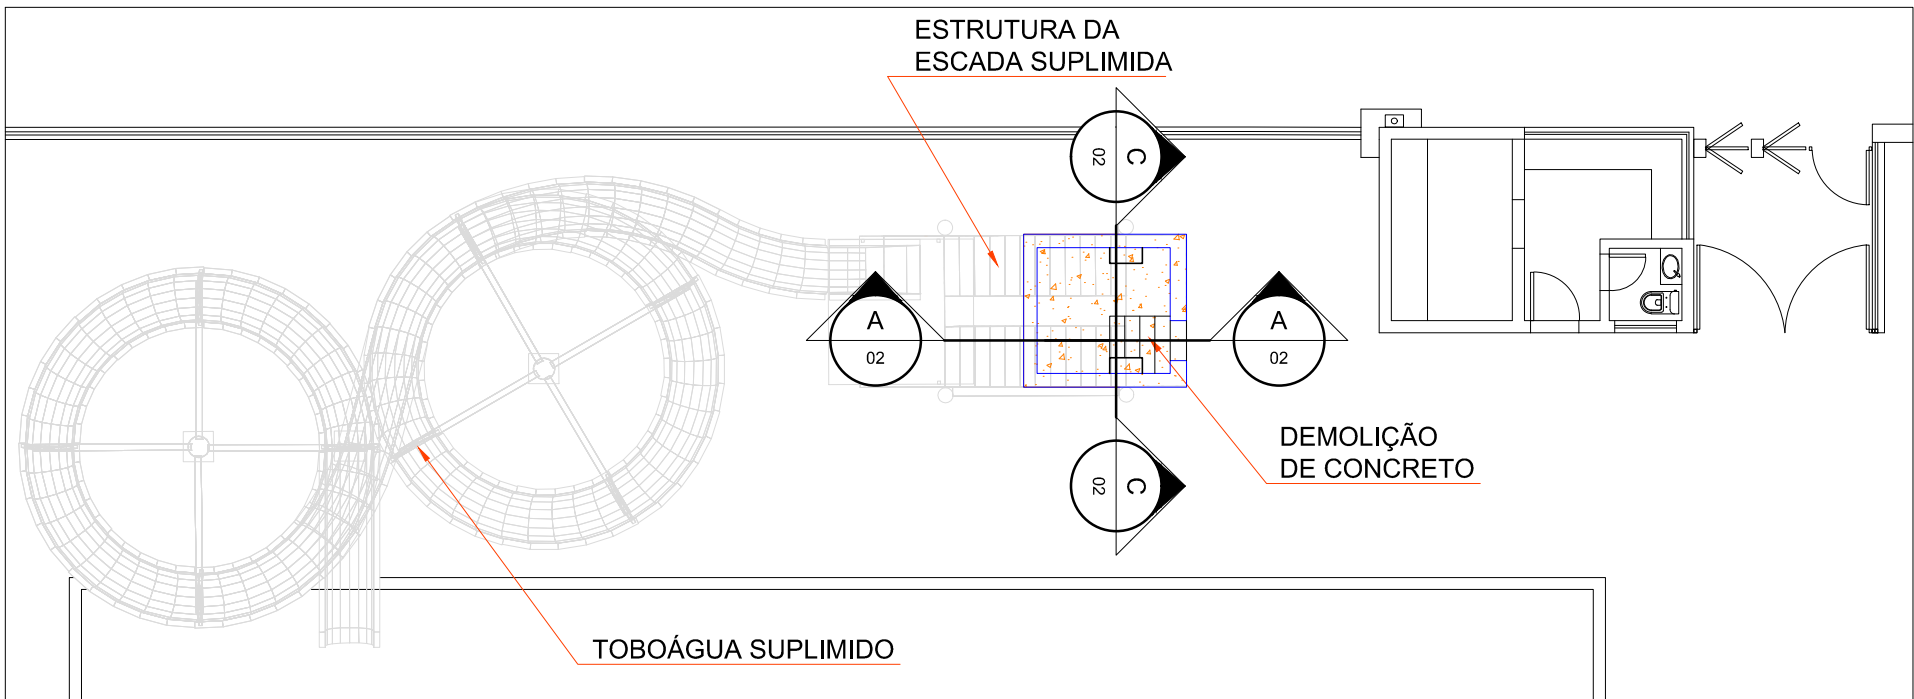 ESTRUTURA DA
ESCADA SUPLIMIDA
C
02
A
02
A
02
C
02
DEMOLIÇÃO
DE CONCRETO
TOBOÁGUA SUPLIMIDO